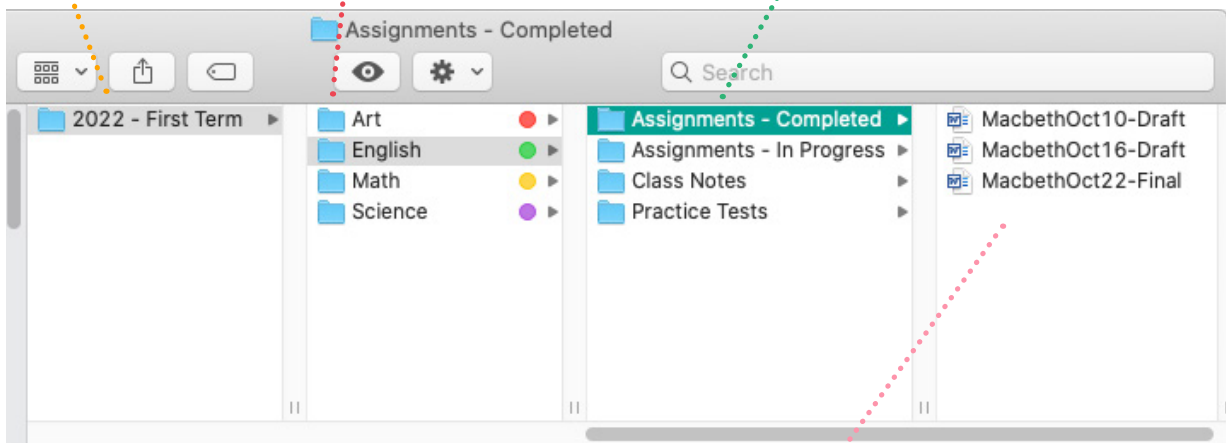 Assignments - Completed
Search
2022 - First Term
Art
English
Math
Science
Assignments - Completed
Assignments - In Progress
Class Notes
Practice Tests
MacbethOct10-Draft
MacbethOct16-Draft
MacbethOct22-Final